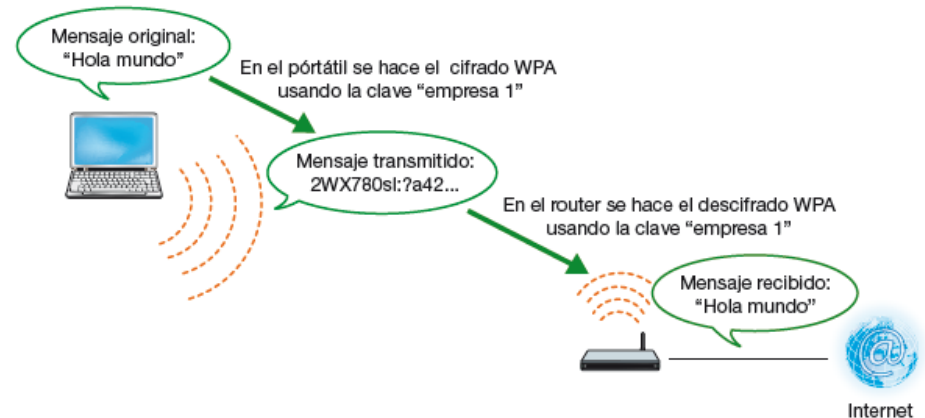 Mensaje original:
“Hola mundo”
En el pórtátil se hace el cifrado WPA
usando la clave “empresa 1”
Mensaje transmitido:
2WX780sl:?a42...
En el router se hace el descifrado WPA
usando la clave “empresa 1”
Mensaje recibido:
“Hola mundo”
@
Internet